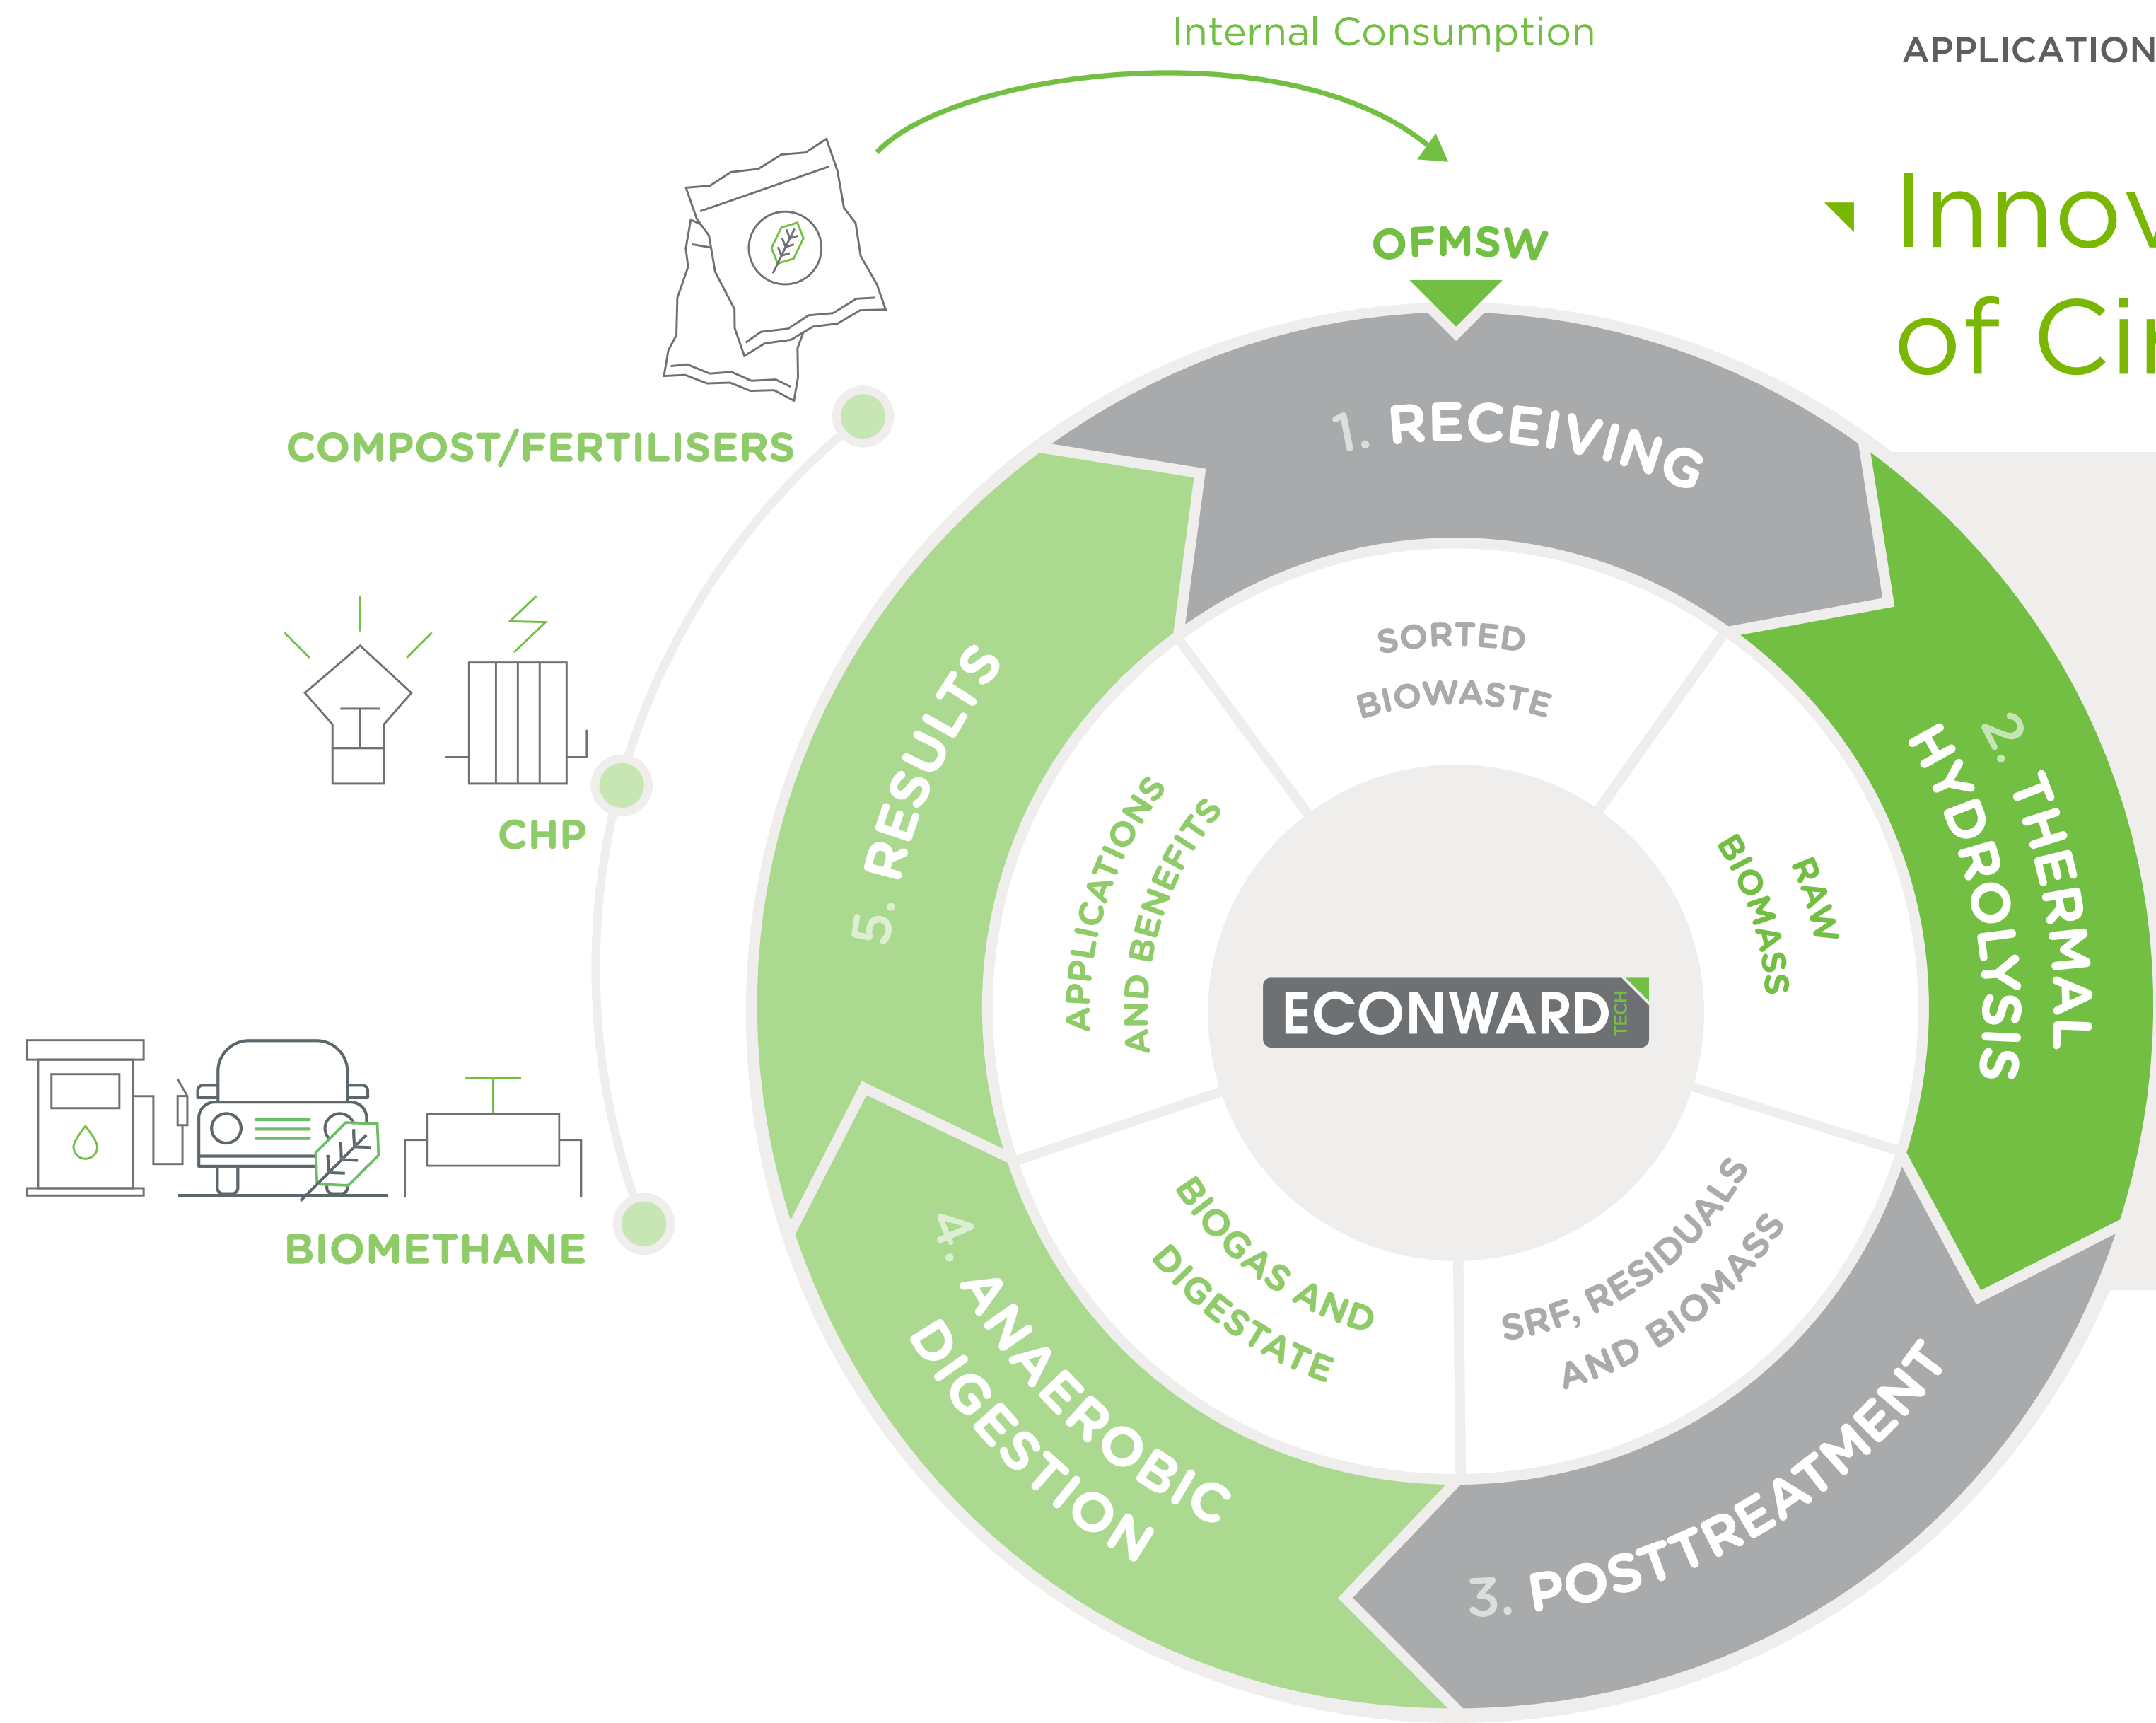 Internal Consumption
APPLICATION
Innov
of Cir
OFMSW
COMPOST/FERTILISERS
CHP
BIOMETHANE
1. RECEIVING
SORTED
BIOWASTE
2. THERMAL
HYDROLYSIS
RAW
BIOMASS
3. POSTTREATMENT
SRF, RESIDUALS
AND BIOMASS
4. ANAEROBIC
DIGESTION
BIOGAS AND
DIGESTATE
5. RESULTS
APPLICATIONS
AND BENEFITS
ECONWARD TECH